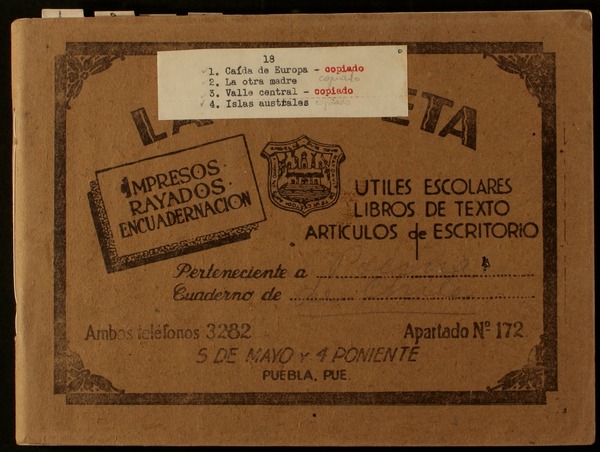 18
1. Caída de Europa - copiado
2. La otra madre copiado
3. Valle central - copiado
4. Islas australes copiado
LA ETA
IMPRESOS
RAYADOS
ENCUADERNACION
UTILES ESCOLARES
LIBROS DE TEXTO
ARTICULOS de ESCRITORIO
Perteneciente a
Cuaderno de
Ambos teléfonos 3282
Apartado Nº 172
5 DE MAYO Y 4 PONIENTE
PUEBLA, PUE.